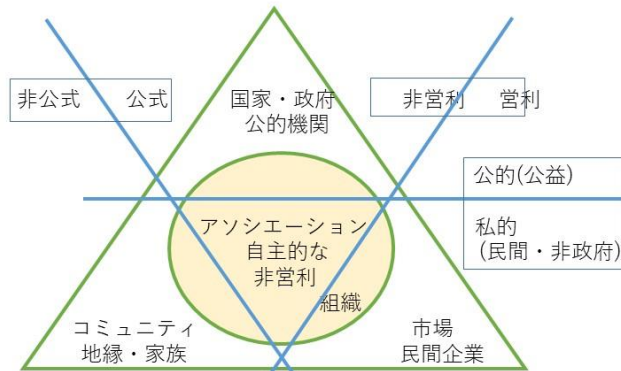 非公式　公式
国家・政府
公的機関
非営利　営利
公的(公益)
私的
(民間・非政府)
アソシエーション
自主的な
非営利
組織
コミュニティ
地縁・家族
市場
民間企業